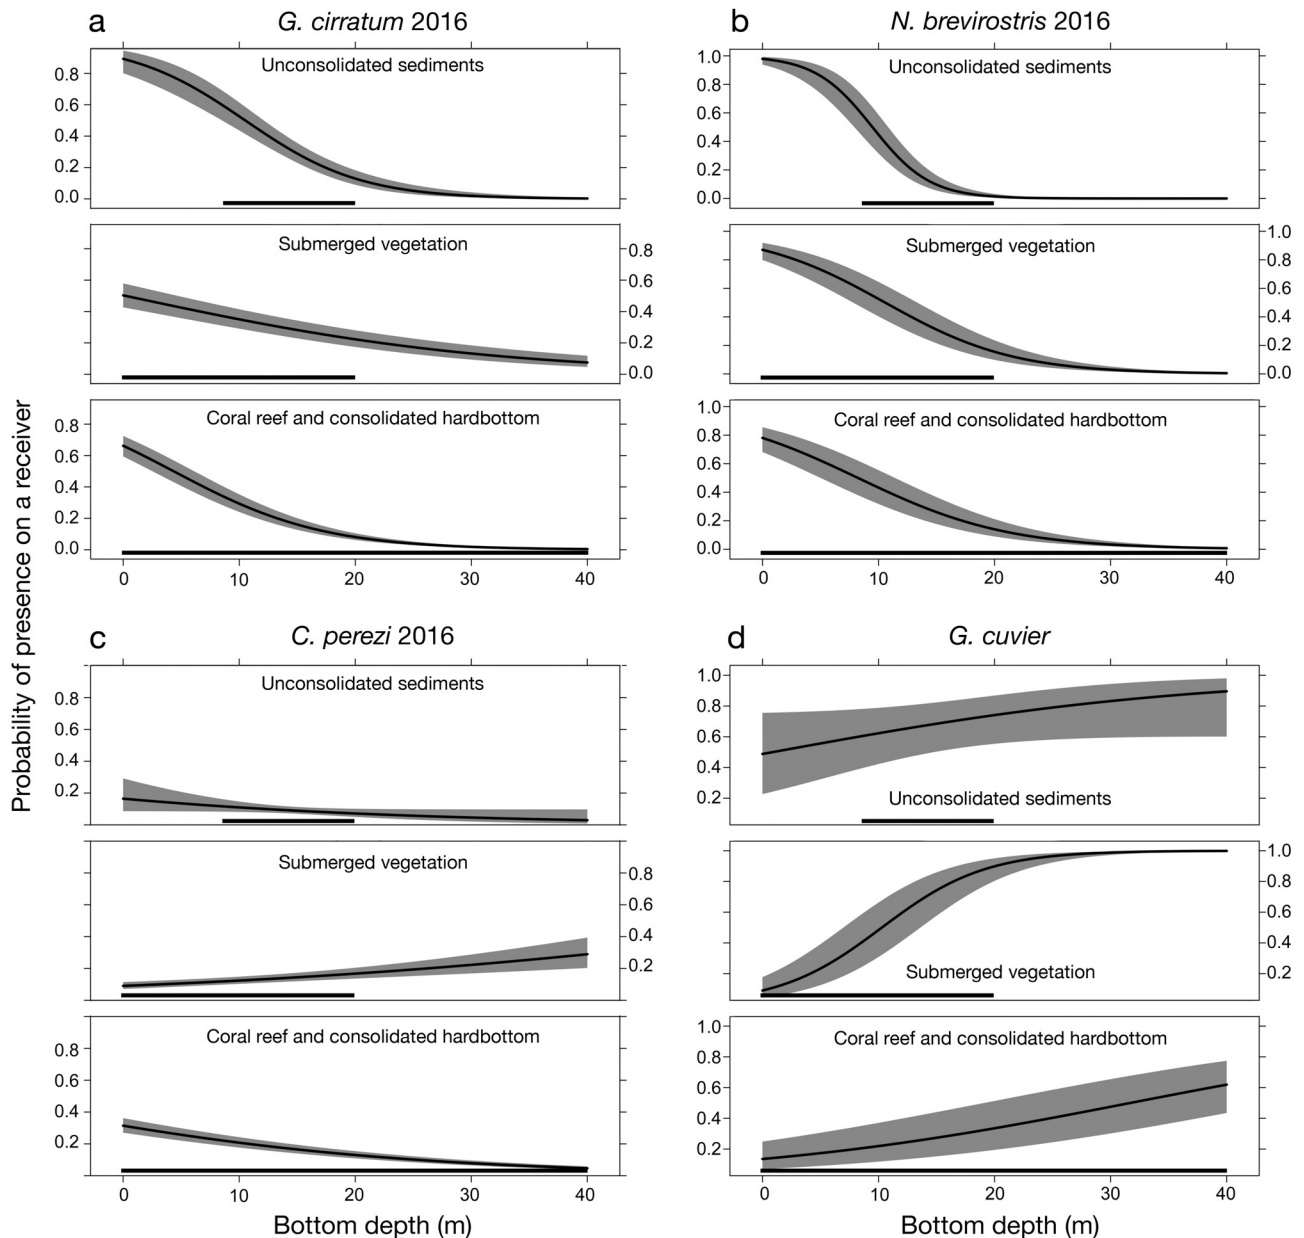 a
G. cirratum 2016
b
N. brevirostris 2016
Probability of presence on a receiver
Unconsolidated sediments
0.8
0.6
0.4
0.2
0.0
Unconsolidated sediments
1.0
0.8
0.6
0.4
0.2
0.0
Submerged vegetation
0.8
0.6
0.4
0.2
0.0
Submerged vegetation
1.0
0.8
0.6
0.4
0.2
0.0
Coral reef and consolidated hardbottom
0.8
0.6
0.4
0.2
0.0
0 10 20 30 40
Coral reef and consolidated hardbottom
1.0
0.8
0.6
0.4
0.2
0.0
0 10 20 30 40
c
C. perezi 2016
d
G. cuvier
Unconsolidated sediments
0.8
0.6
0.4
0.2
1.0
0.8
0.6
0.4
0.2
Unconsolidated sediments
Submerged vegetation
0.8
0.6
0.4
0.2
1.0
0.8
0.6
0.4
0.2
Submerged vegetation
Coral reef and consolidated hardbottom
0.8
0.6
0.4
0.2
0 10 20 30 40
Bottom depth (m)
Coral reef and consolidated hardbottom
1.0
0.8
0.6
0.4
0.2
0 10 20 30 40
Bottom depth (m)